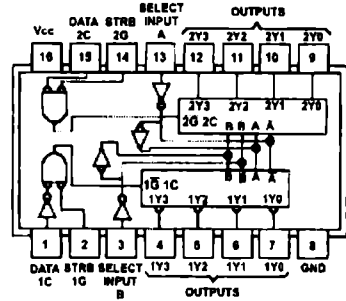 DATA STRB SELECT INPUT OUTPUTS
Vcc 2C 2G A 2Y3 2Y2 2Y1 2Y0
16 15 14 13 12 11 10 9
2Y3 2Y2 2Y1 2Y0
2G 2C
B B A A
B B A A
1G 1C
1Y3 1Y2 1Y1 1Y0
1 2 3 4 5 6 7 8
DATA STRB SELECT 1Y3 1Y2 1Y1 1Y0 GND
1C 1G INPUT OUTPUTS
B